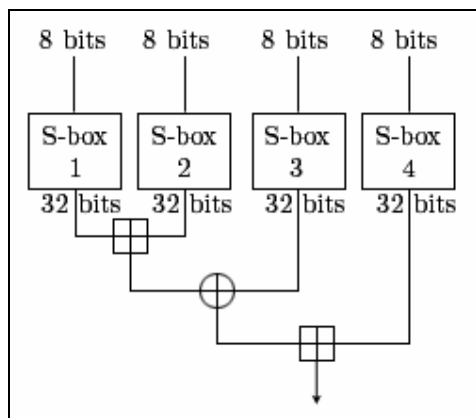 8 bits 8 bits 8 bits 8 bits
S-box S-box S-box S-box
1 2 3 4
32 bits 32 bits 32 bits 32 bits